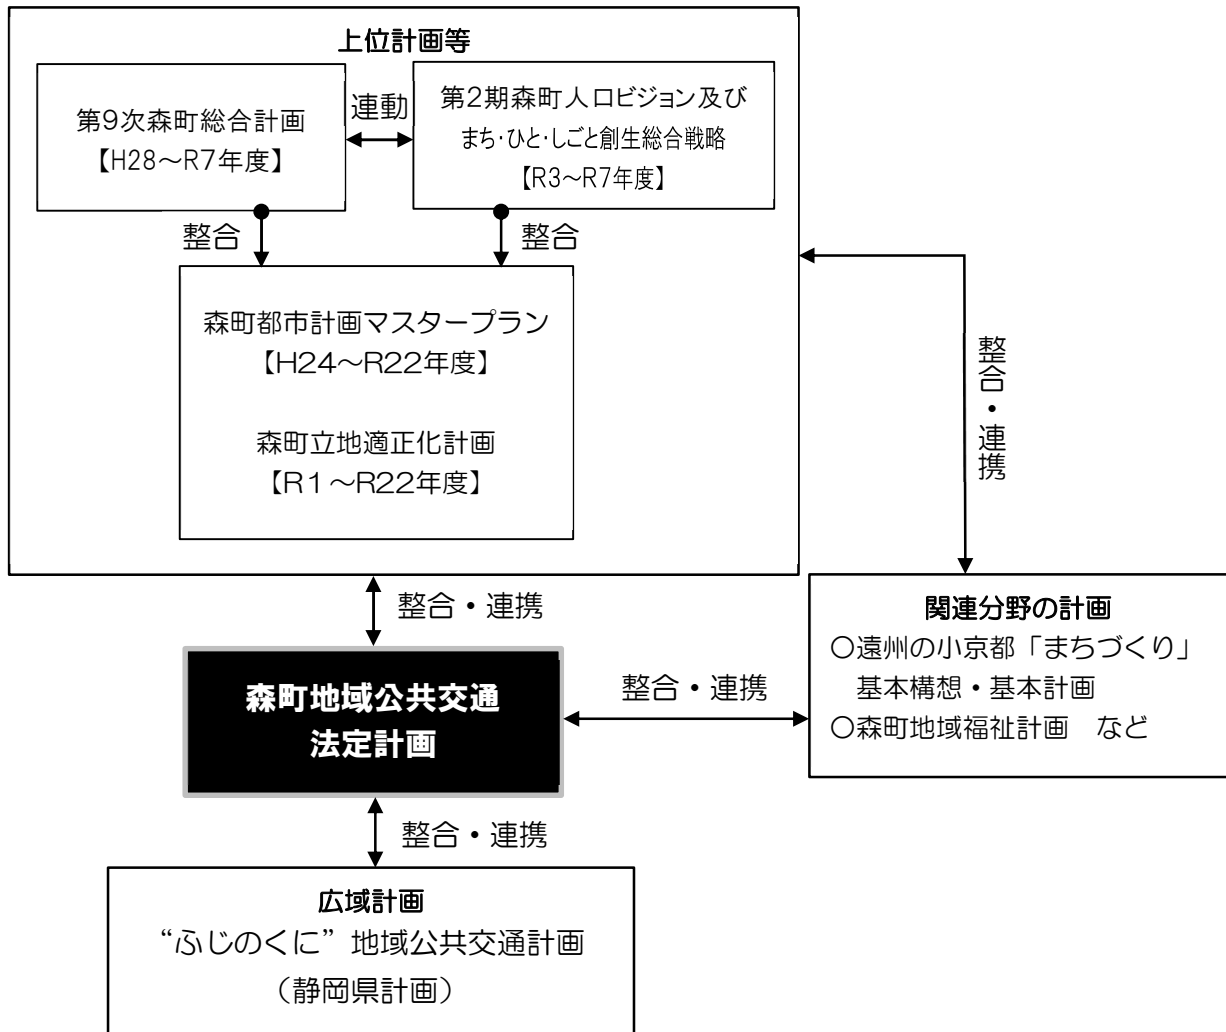 上位計画等
第9次森町総合計画
【H28～R7年度】
連動
第2期森町人口ビジョン及び
まち・ひと・しごと創生総合戦略
【R3～R7年度】
整合
整合
森町都市計画マスタープラン
【H24～R22年度】
森町立地適正化計画
【R1～R22年度】
整合・連携
整合・連携
森町地域公共交通
法定計画
整合・連携
関連分野の計画
○遠州の小京都「まちづくり」
基本構想・基本計画
○森町地域福祉計画　など
整合・連携
広域計画
“ふじのくに”地域公共交通計画
（静岡県計画）